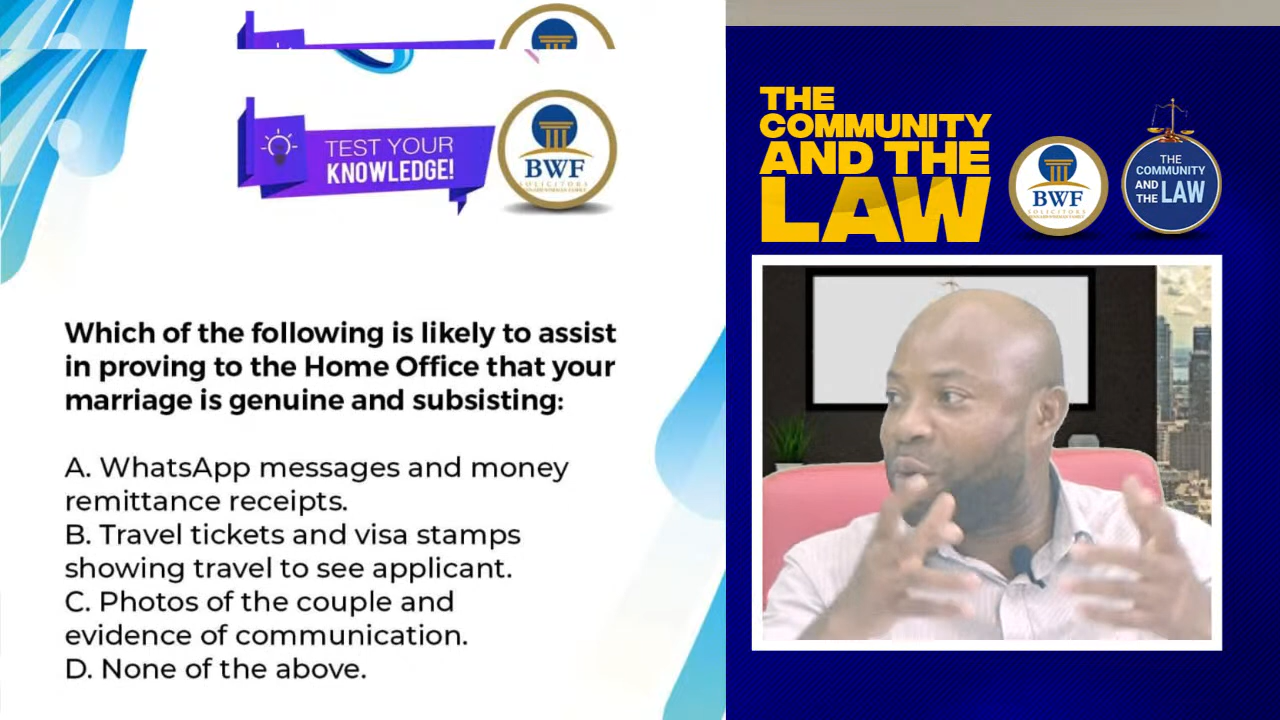 TEST YOUR
KNOWLEDGE!
BWF
SOLICITORS
Which of the following is likely to assist
in proving to the Home Office that your
marriage is genuine and subsisting:
A. WhatsApp messages and money
remittance receipts.
B. Travel tickets and visa stamps
showing travel to see applicant.
C. Photos of the couple and
evidence of communication.
D. None of the above.
THE
COMMUNITY
AND THE
LAW
BWF
SOLICITORS
THE
COMMUNITY
AND
THE LAW